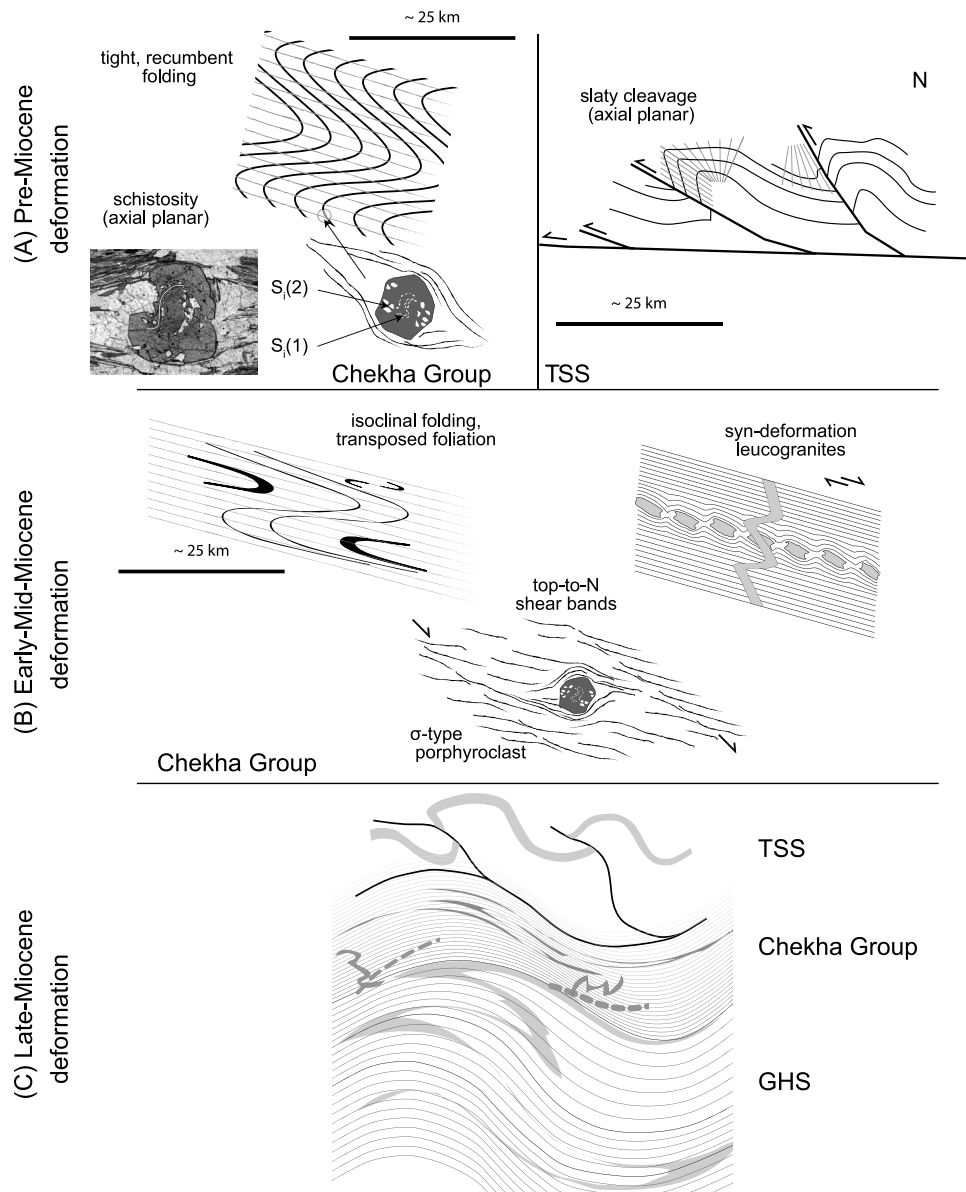 (A) Pre-Miocene
deformation
~ 25 km
tight, recumbent
folding
schistosity
(axial planar)
Sᵢ(2)
Sᵢ(1)
Chekha Group
N
slaty cleavage
(axial planar)
~ 25 km
TSS
(B) Early-Mid-Miocene
deformation
isoclinal folding,
transposed foliation
~ 25 km
syn-deformation
leucogranites
top-to-N
shear bands
σ-type
porphyroclast
Chekha Group
(C) Late-Miocene
deformation
TSS
Chekha Group
GHS